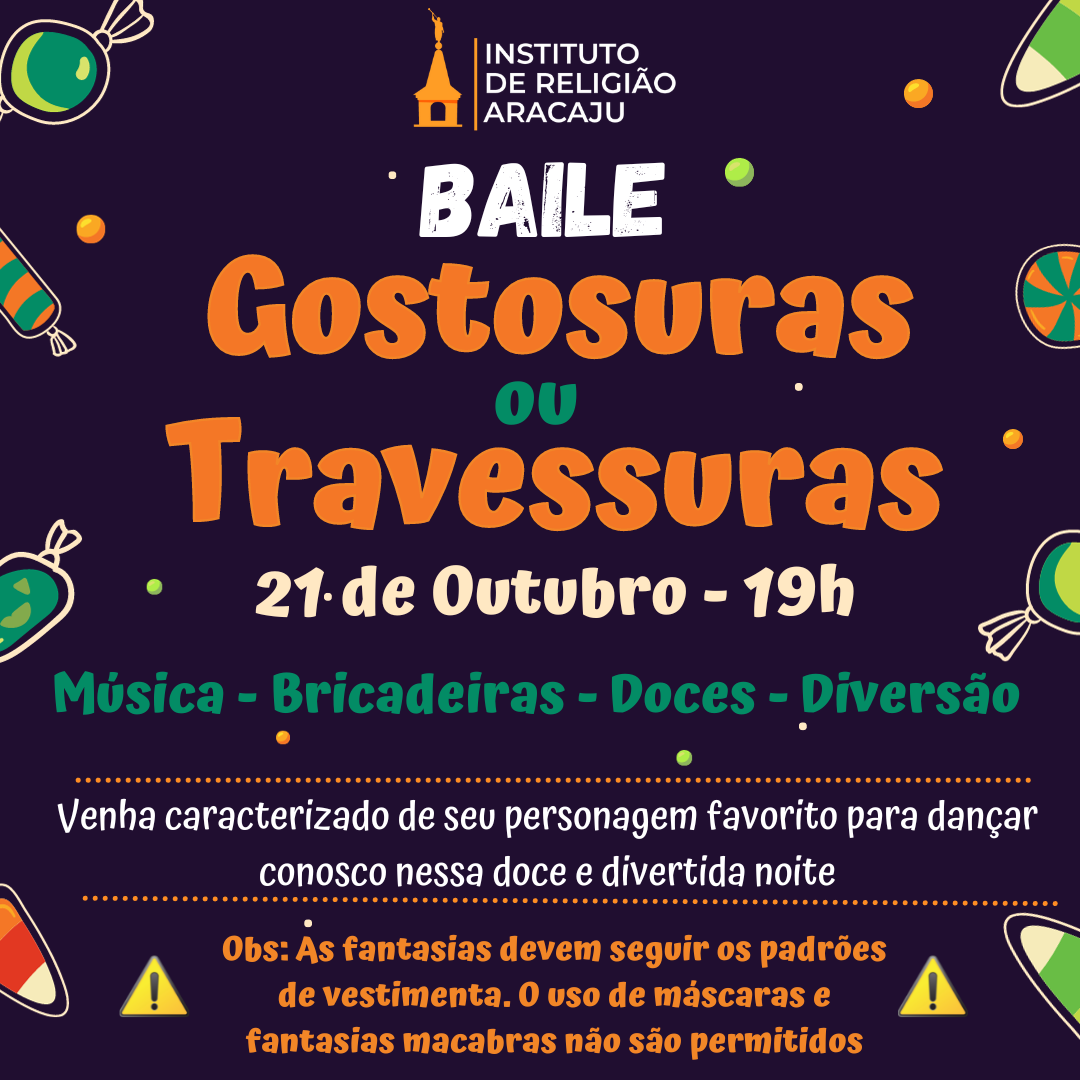 INSTITUTO
DE RELIGIÃO
ARACAJU
BAILE
Gostosuras
ou
Travessuras
21 de Outubro - 19h
Música - Bricadeiras - Doces - Diversão
Venha caracterizado de seu personagem favorito para dançar
conosco nessa doce e divertida noite
Obs: As fantasias devem seguir os padrões
de vestimenta. O uso de máscaras e
fantasias macabras não são permitidos